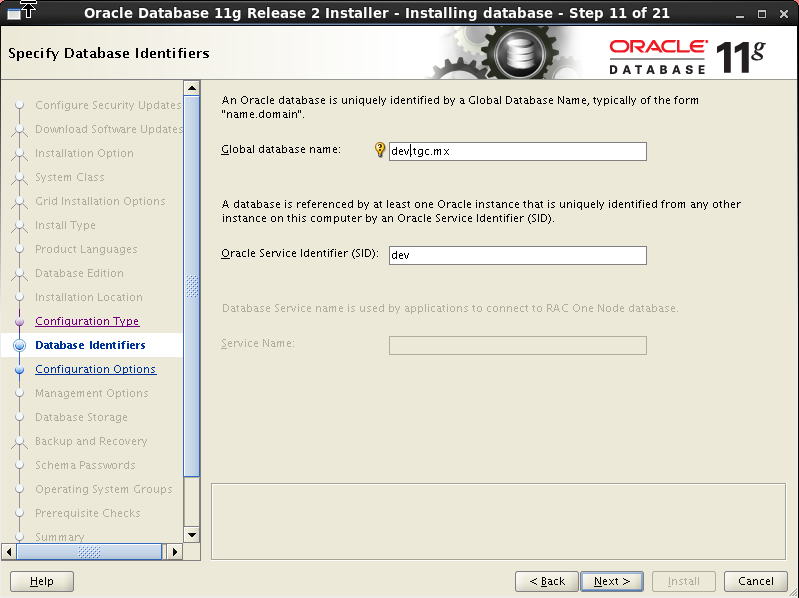 Oracle Database 11g Release 2 Installer - Installing database - Step 11 of 21
Specify Database Identifiers
ORACLE
DATABASE
11g
Configure Security Updates
Download Software Updates
Installation Option
System Class
Grid Installation Options
Install Type
Product Languages
Database Edition
Installation Location
Configuration Type
Database Identifiers
Configuration Options
Management Options
Database Storage
Backup and Recovery
Schema Passwords
Operating System Groups
Prerequisite Checks
Summary
An Oracle database is uniquely identified by a Global Database Name, typically of the form
"name.domain".
Global database name:
dev.tgc.mx
A database is referenced by at least one Oracle instance that is uniquely identified from any other
instance on this computer by an Oracle Service Identifier (SID).
Oracle Service Identifier (SID):
dev
Database Service name is used by applications to connect to RAC One Node database.
Service Name:
Help
< Back
Next >
Install
Cancel